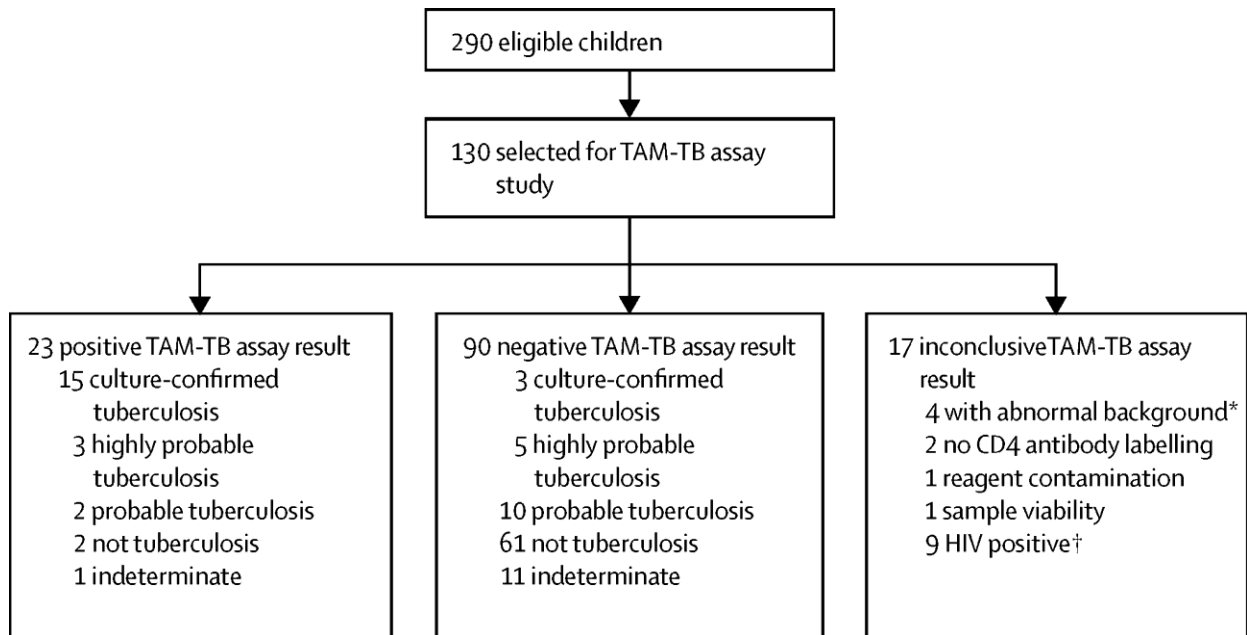 290 eligible children
130 selected for TAM-TB assay
study
23 positive TAM-TB assay result
15 culture-confirmed
tuberculosis
3 highly probable
tuberculosis
2 probable tuberculosis
2 not tuberculosis
1 indeterminate
90 negative TAM-TB assay result
3 culture-confirmed
tuberculosis
5 highly probable
tuberculosis
10 probable tuberculosis
61 not tuberculosis
11 indeterminate
17 inconclusiveTAM-TB assay
result
4 with abnormal background*
2 no CD4 antibody labelling
1 reagent contamination
1 sample viability
9 HIV positive†